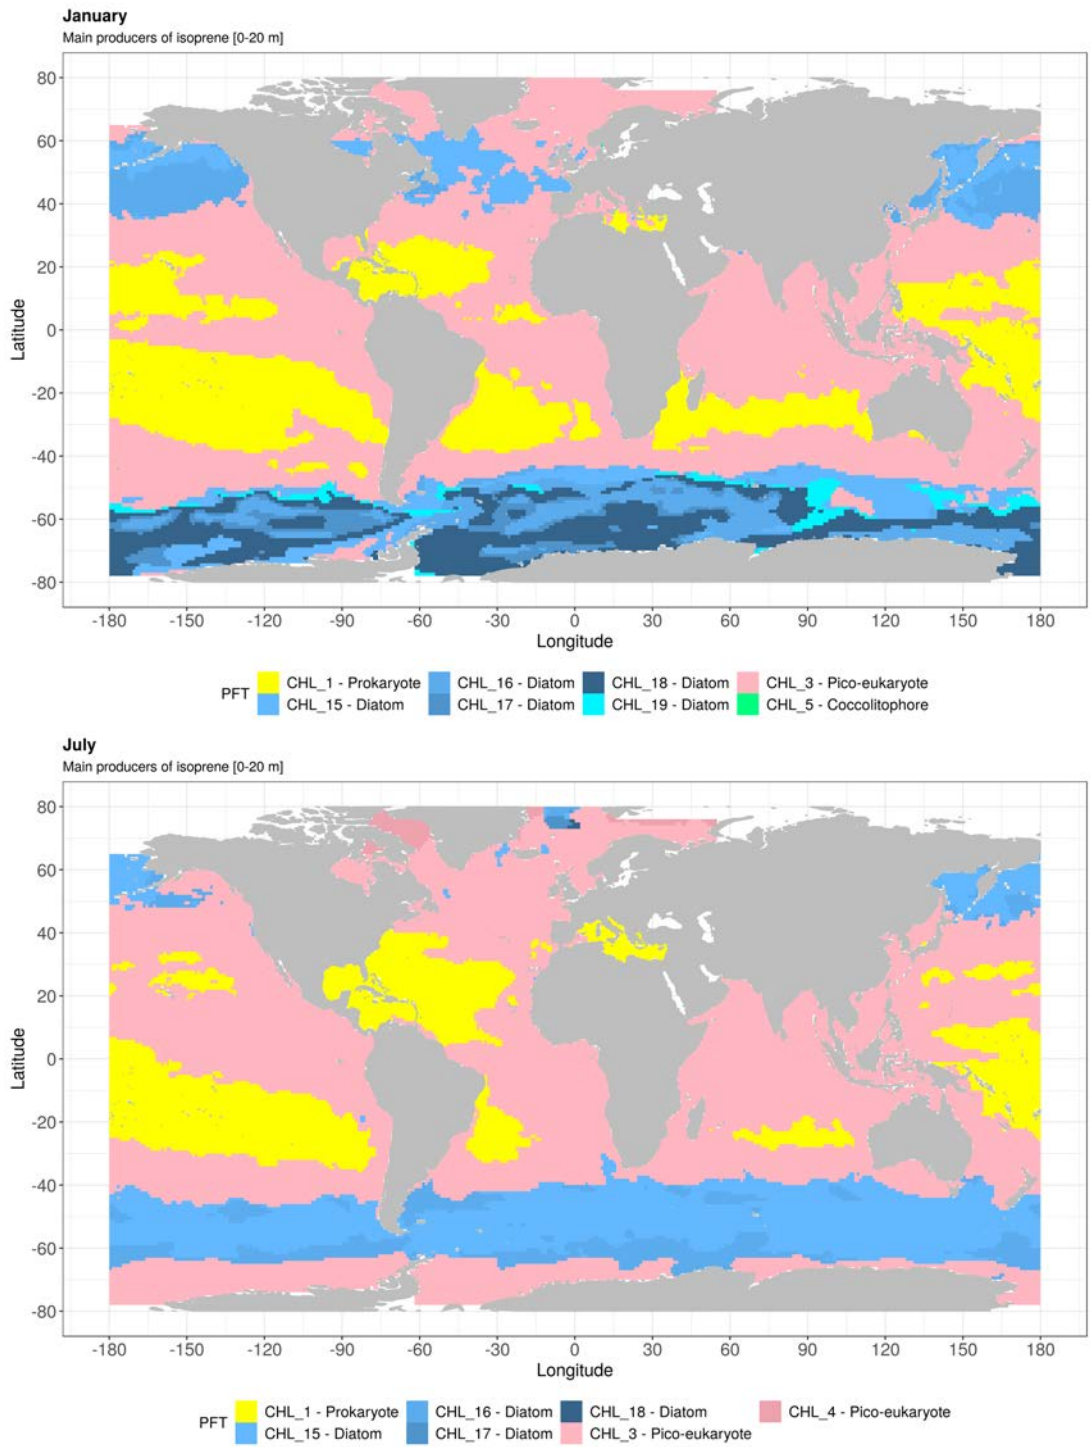 January
Main producers of isoprene [0-20 m]
80
60
40
20
0
-20
-40
-60
-80
Latitude
-180 -150 -120 -90 -60 -30 0 30 60 90 120 150 180
Longitude
PFT
CHL_1 - Prokaryote CHL_16 - Diatom CHL_18 - Diatom CHL_3 - Pico-eukaryote
CHL_15 - Diatom CHL_17 - Diatom CHL_19 - Diatom CHL_5 - Coccolitophore
July
Main producers of isoprene [0-20 m]
80
60
40
20
0
-20
-40
-60
-80
Latitude
-180 -150 -120 -90 -60 -30 0 30 60 90 120 150 180
Longitude
PFT
CHL_1 - Prokaryote CHL_16 - Diatom CHL_18 - Diatom CHL_4 - Pico-eukaryote
CHL_15 - Diatom CHL_17 - Diatom CHL_3 - Pico-eukaryote